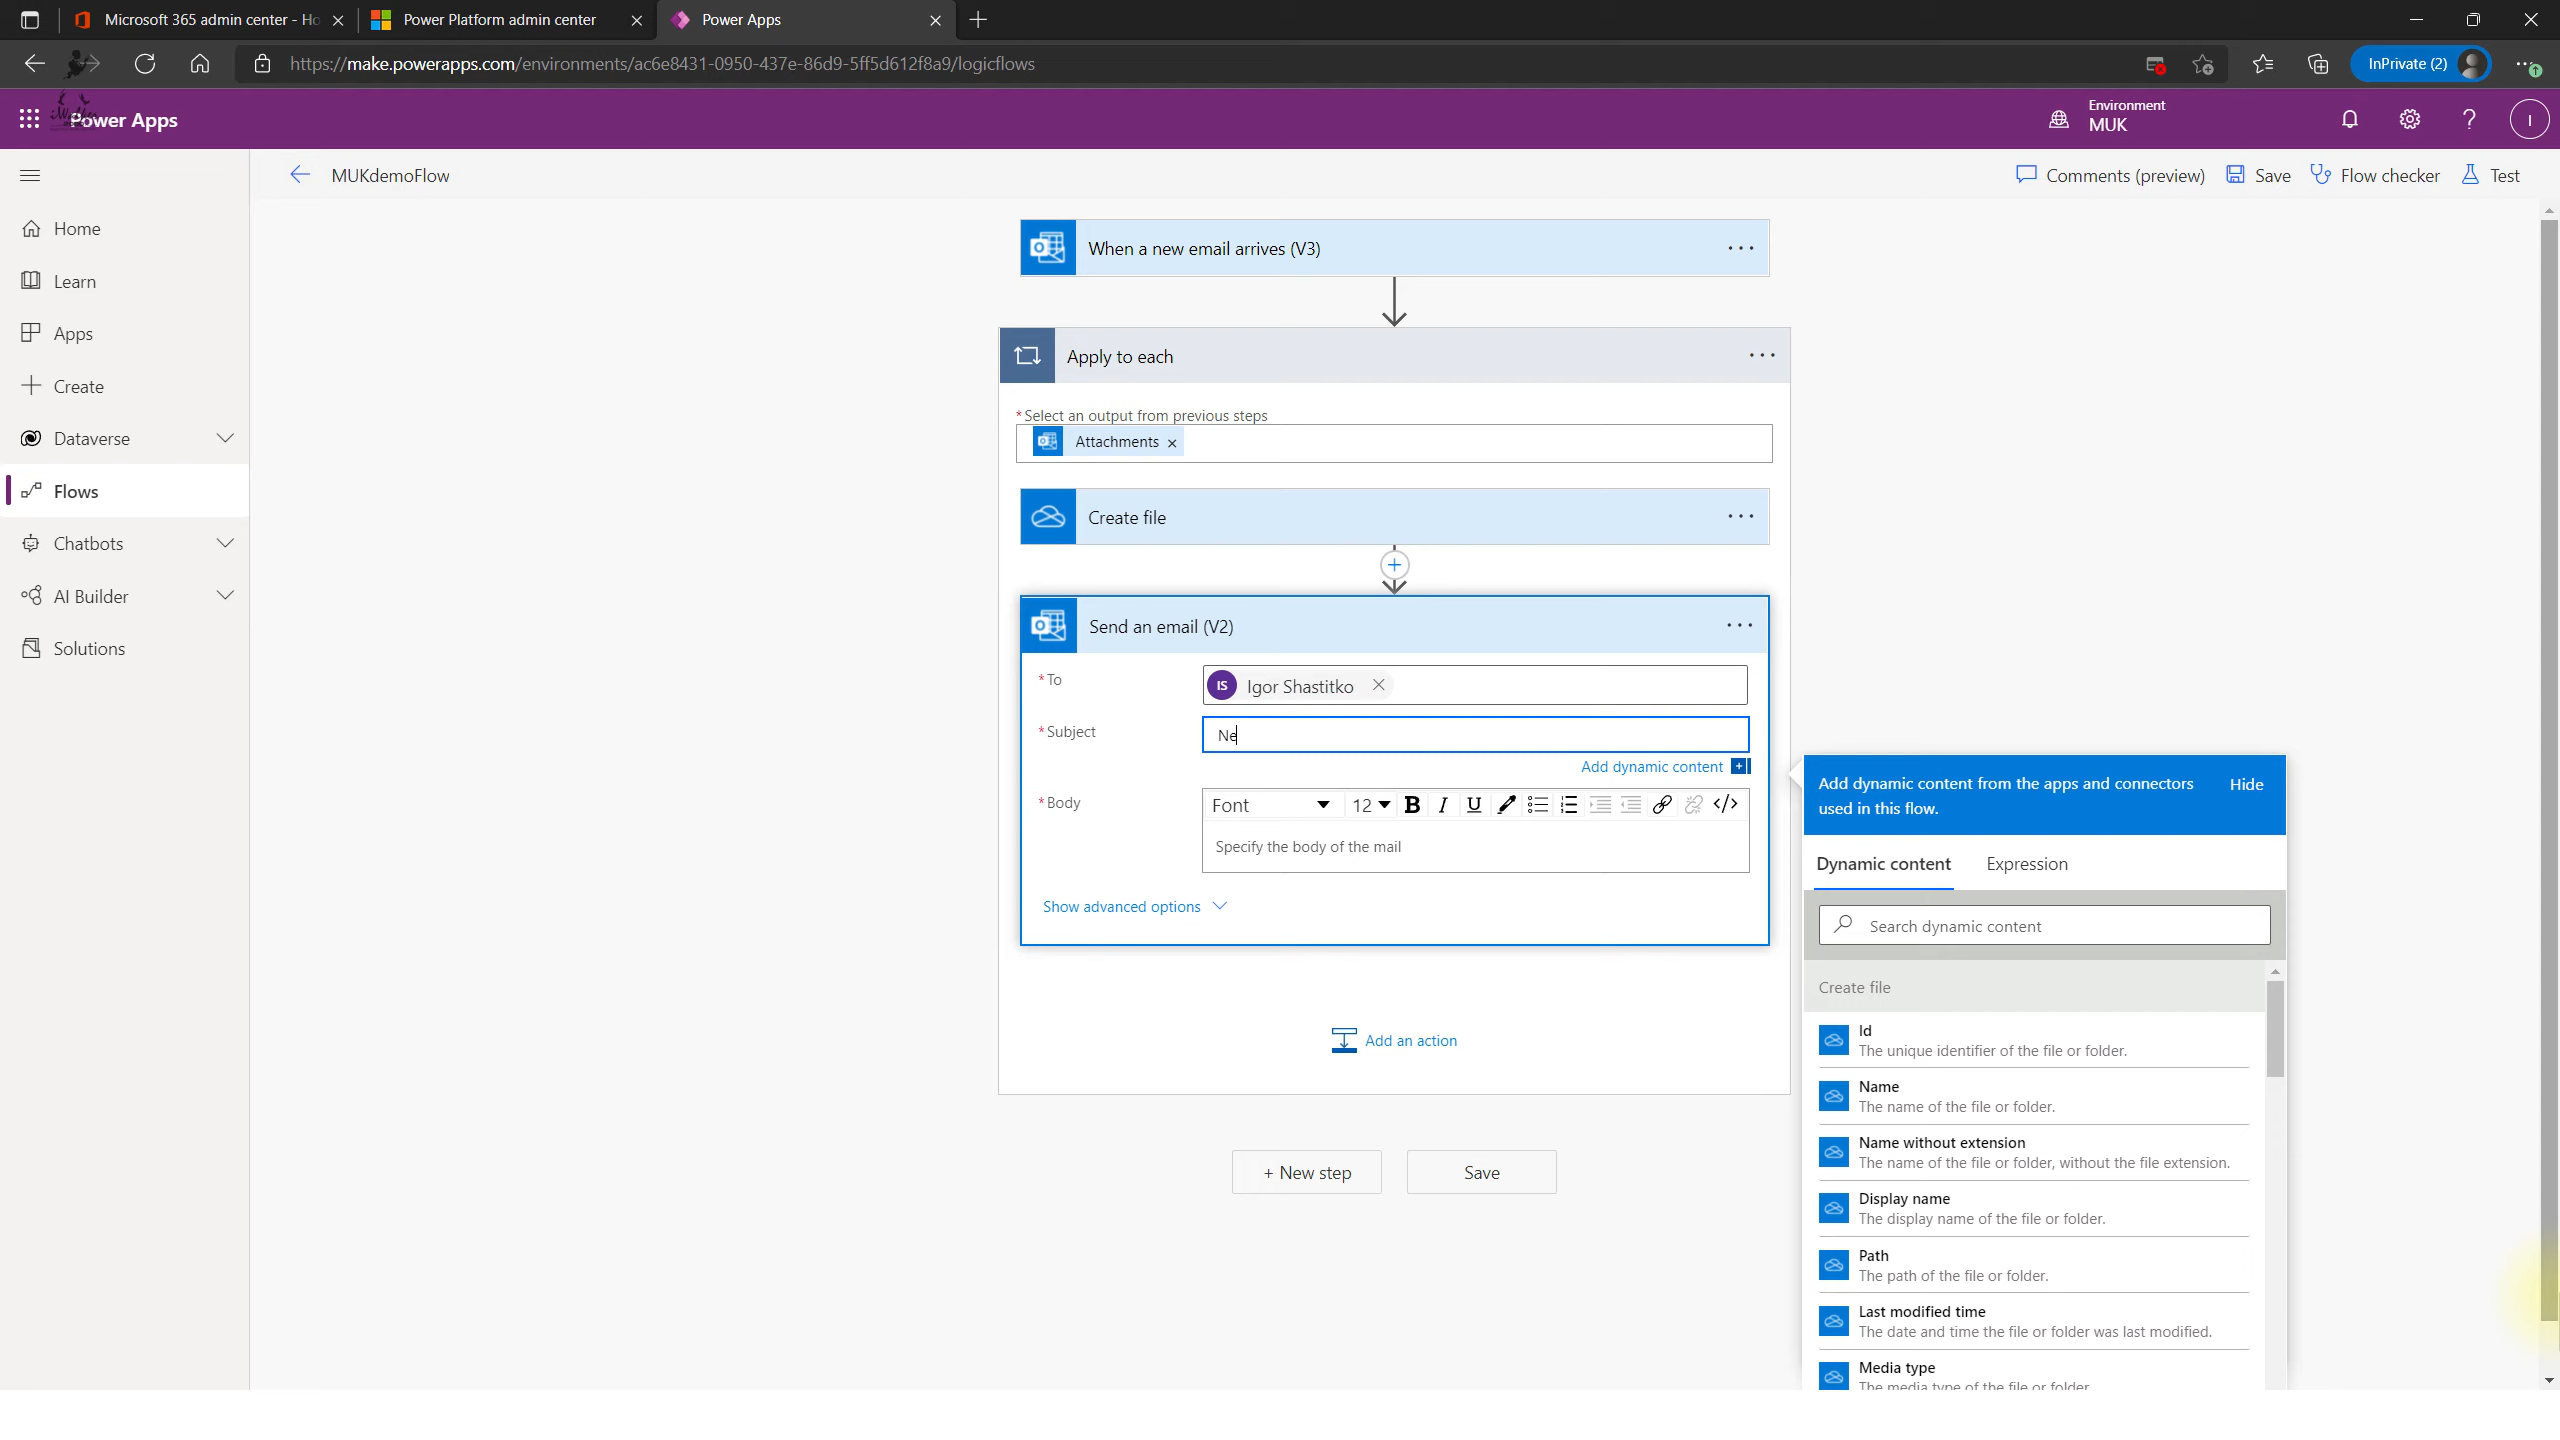 Microsoft 365 admin center - Ho
Power Platform admin center
Power Apps
https://make.powerapps.com/environments/ac6e8431-0950-437e-86d9-5ff5d612f8a9/logicflows
InPrivate (2)
Power Apps
Environment
MUK
?
I
MUKdemoFlow
Comments (preview)
Save
Flow checker
Test
Home
Learn
Apps
Create
Dataverse
Flows
Chatbots
AI Builder
Solutions
When a new email arrives (V3)
Apply to each
* Select an output from previous steps
Attachments
Create file
Send an email (V2)
* To
IS
Igor Shastitko
* Subject
Ne
Add dynamic content
* Body
Font
12
B I U
Specify the body of the mail
Show advanced options
Add an action
+ New step
Save
Add dynamic content from the apps and connectors
used in this flow.
Hide
Dynamic content
Expression
Search dynamic content
Create file
Id
The unique identifier of the file or folder.
Name
The name of the file or folder.
Name without extension
The name of the file or folder, without the file extension.
Display name
The display name of the file or folder.
Path
The path of the file or folder.
Last modified time
The date and time the file or folder was last modified.
Media type
The media type of the file or folder